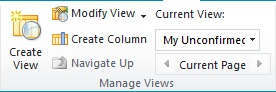 Modify View
Current View:
Create View
Create Column
My Unconfirmed
Navigate Up
Current Page
Manage Views